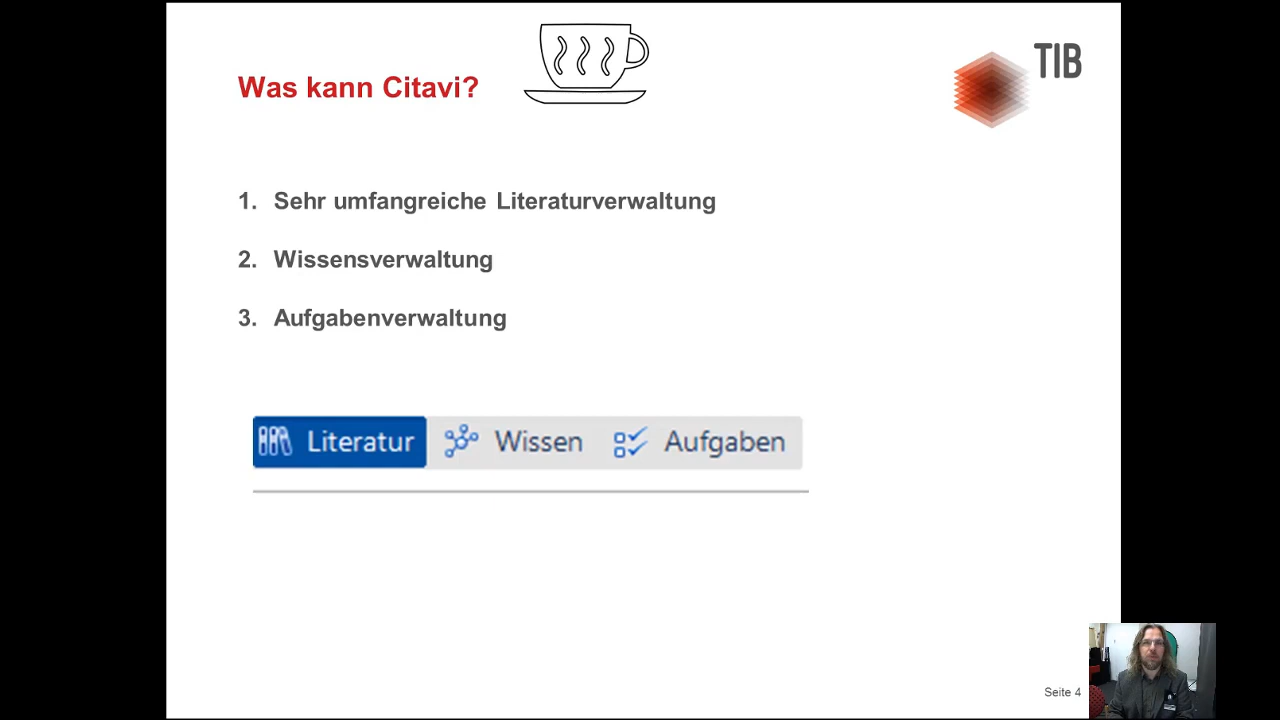 Was kann Citavi?
TIB
1. Sehr umfangreiche Literaturverwaltung
2. Wissensverwaltung
3. Aufgabenverwaltung
Literatur Wissen Aufgaben
Seite 4